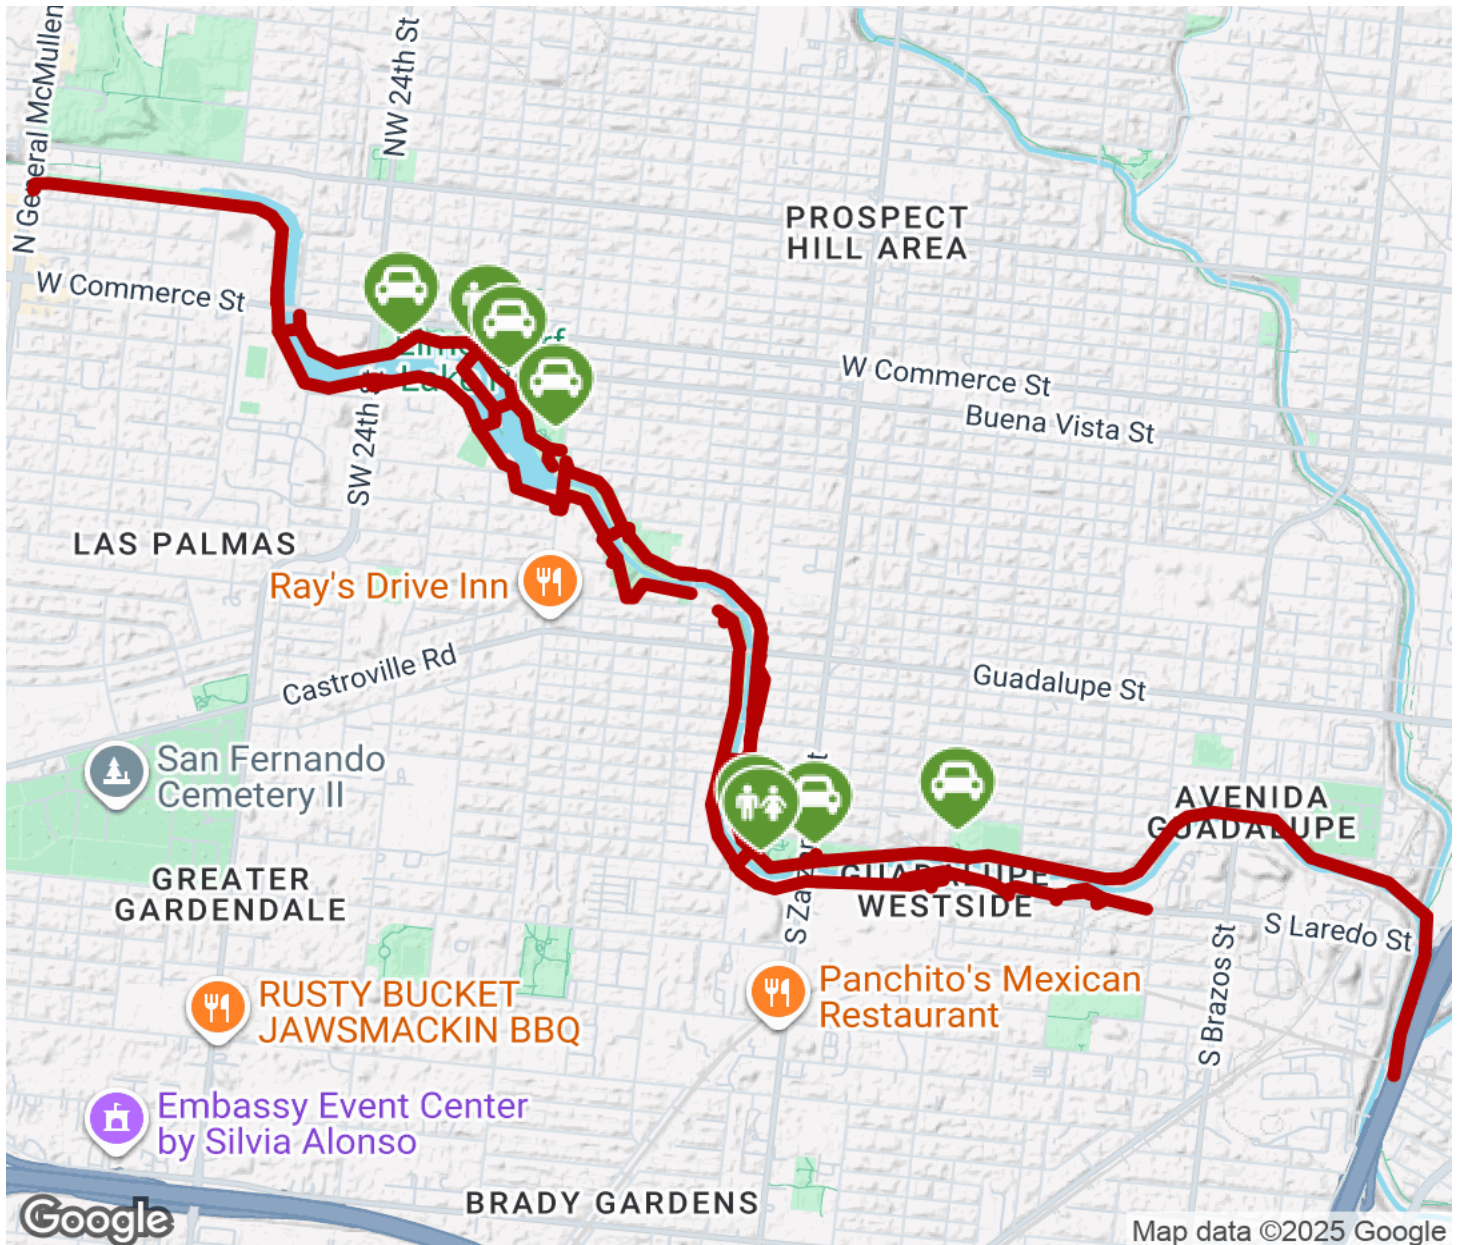 N General McMullen
NW 24th St
PROSPECT
HILL AREA
W Commerce St
W Commerce St
Buena Vista St
SW 24th
LAS PALMAS
Ray's Drive Inn
Castroville Rd
Guadalupe St
San Fernando
Cemetery II
AVENIDA
GUADALUPE
GREATER
GARDENDALE
GUADALUPE
WESTSIDE
S Laredo St
S Brazos St
RUSTY BUCKET
JAWSMACKIN BBQ
Panchito's Mexican
Restaurant
Embassy Event Center
by Silvia Alonso
BRADY GARDENS
Google
Map data ©2025 Google